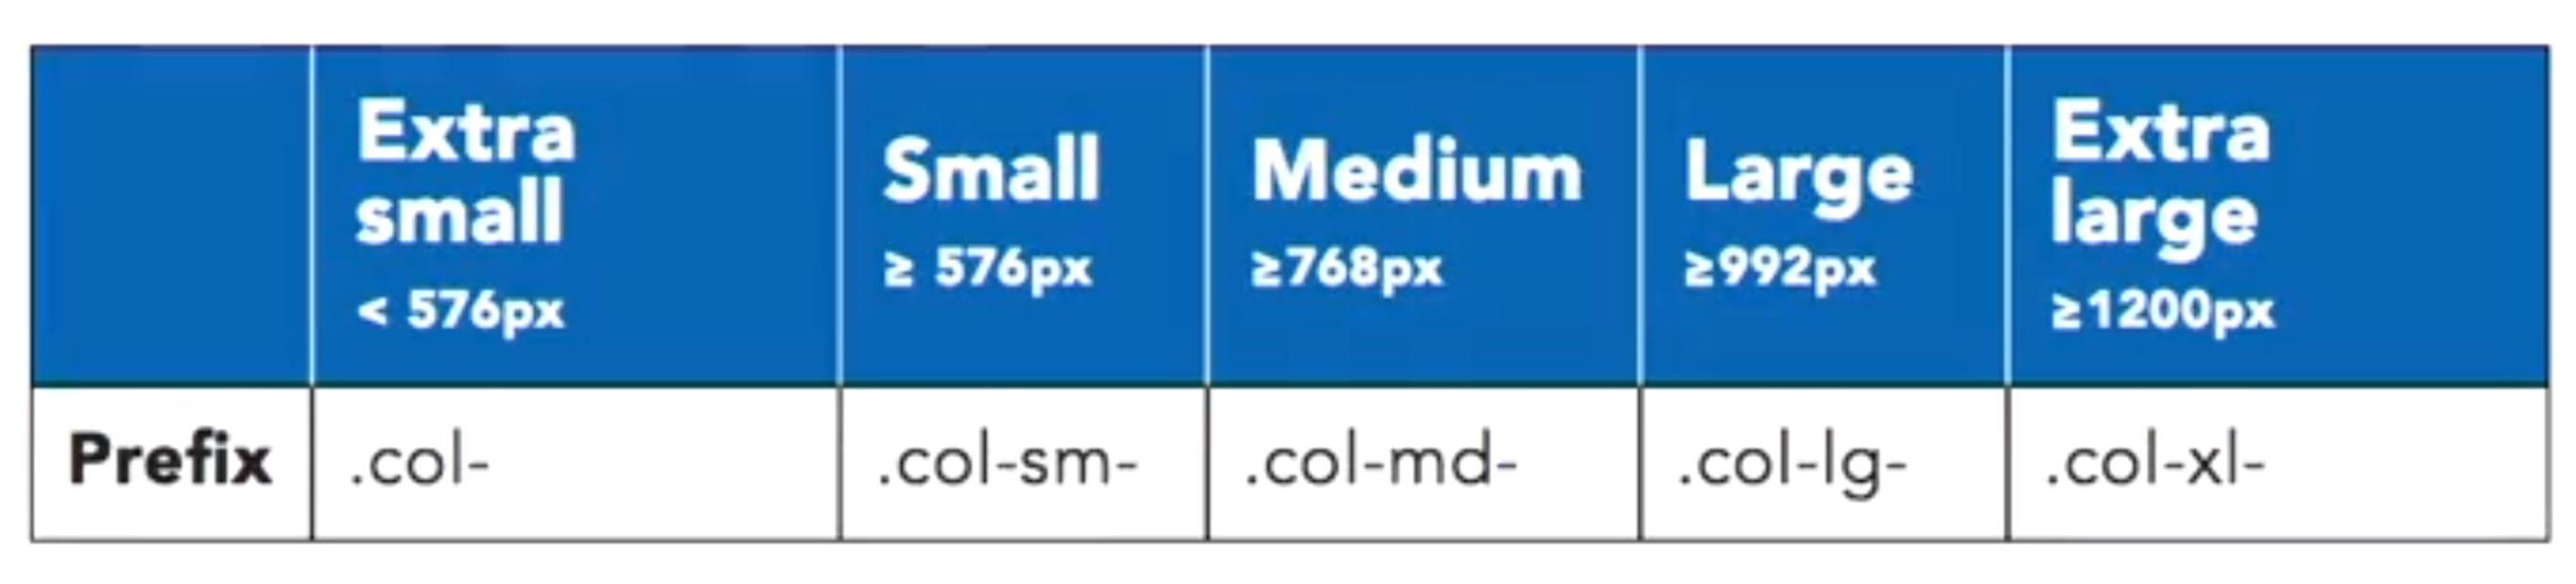 Extra
small
< 576px
Small
≥ 576px
Medium
≥768px
Large
≥992px
Extra
large
≥1200px
Prefix .col- .col-sm- .col-md- .col-lg- .col-xl-